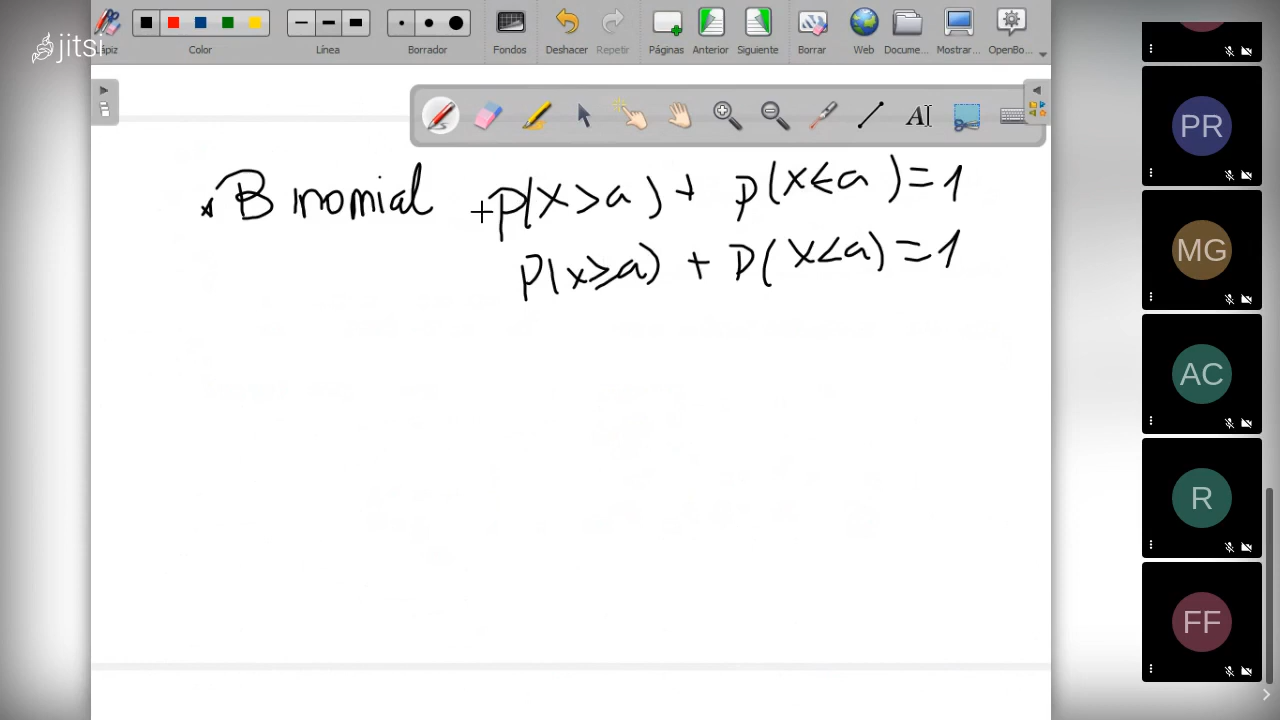 jitsi
Lápiz Color Línea Borrador Fondos Deshacer Repetir Páginas Anterior Siguiente Borrar Web Docume... Mostrar... OpenBo...
Binomial P(X>a) + P(X≤a)=1
P(X≥a) + P(X<a)=1
PR
MG
AC
R
FF